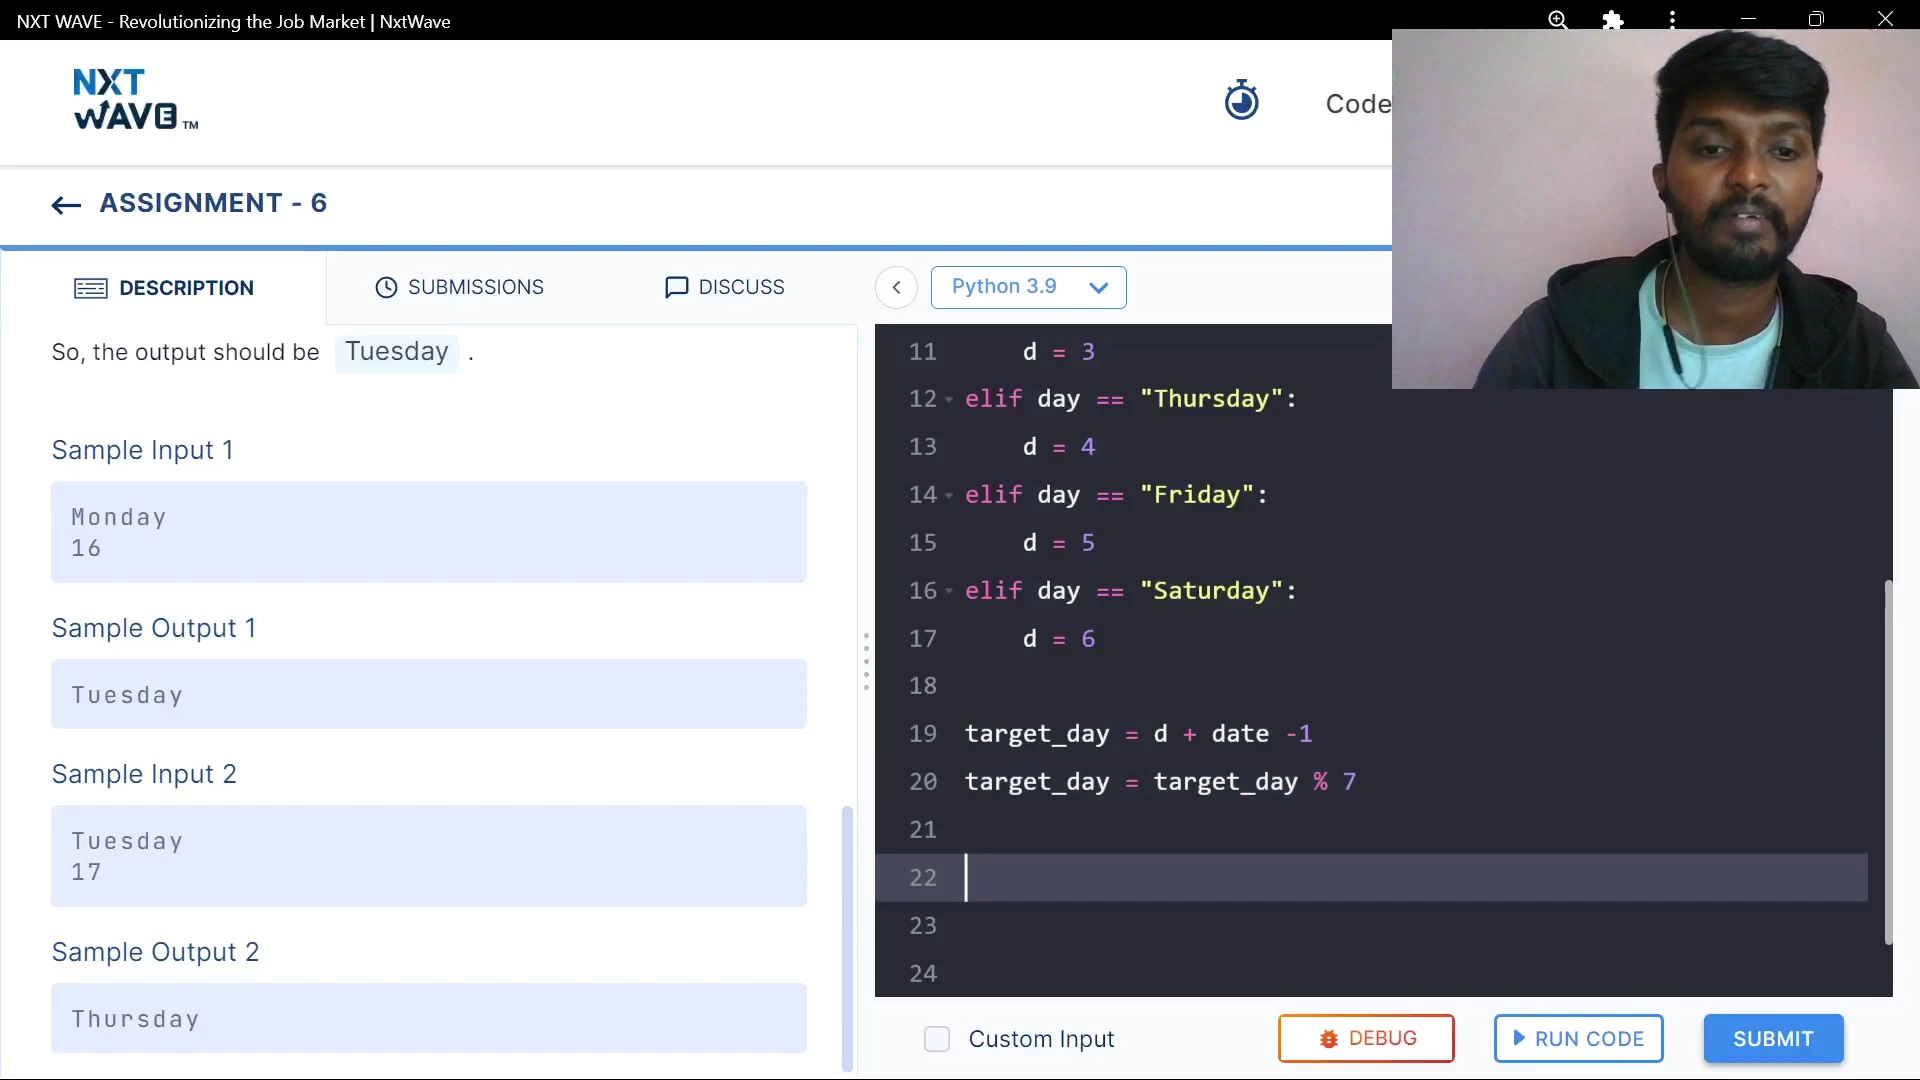 NXT WAVE - Revolutionizing the Job Market | NxtWave
NXT
WAVE TM
Code
ASSIGNMENT - 6
DESCRIPTION
SUBMISSIONS
DISCUSS
Python 3.9
So, the output should be Tuesday .
Sample Input 1
Monday
16
Sample Output 1
Tuesday
Sample Input 2
Tuesday
17
Sample Output 2
Thursday
11 d = 3
12 elif day == "Thursday":
13 d = 4
14 elif day == "Friday":
15 d = 5
16 elif day == "Saturday":
17 d = 6
18
19 target_day = d + date -1
20 target_day = target_day % 7
21
22
23
24
Custom Input
DEBUG
RUN CODE
SUBMIT